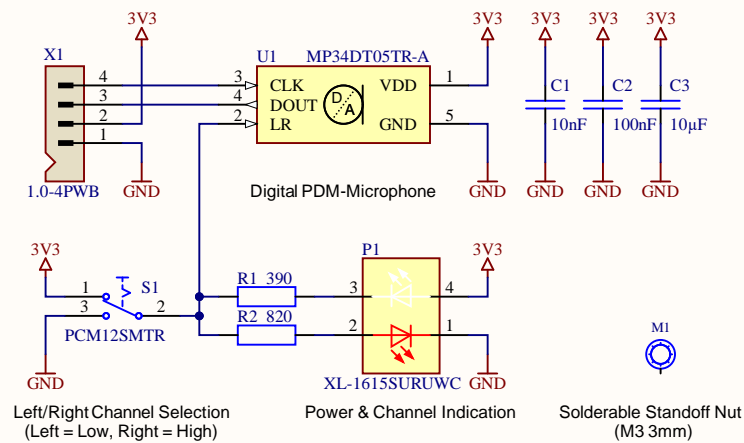 3V3
X1
4
3
2
1
GND
1.0-4PWB
U1 MP34DT05TR-A
3 CLK
4 DOUT
2 LR
D
A
VDD 1
GND 5
Digital PDM-Microphone
3V3
GND
3V3
C1
10nF
GND
3V3
C2
100nF
GND
3V3
C3
10µF
GND
3V3
1
3
2
S1
PCM12SMTR
GND
Left/Right Channel Selection
(Left = Low, Right = High)
R1 390
R2 820
P1
3
4
2
1
3V3
GND
XL-1615SURUWC
Power & Channel Indication
M1
Solderable Standoff Nut
(M3 3mm)